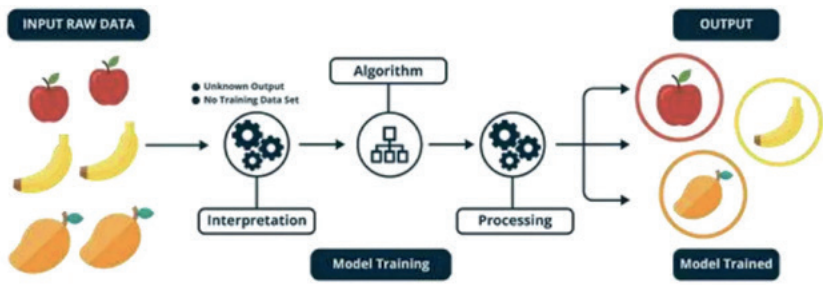 INPUT RAW DATA
OUTPUT
Algorithm
● Unknown Output
● No Training Data Set
Interpretation
Processing
Model Training
Model Trained